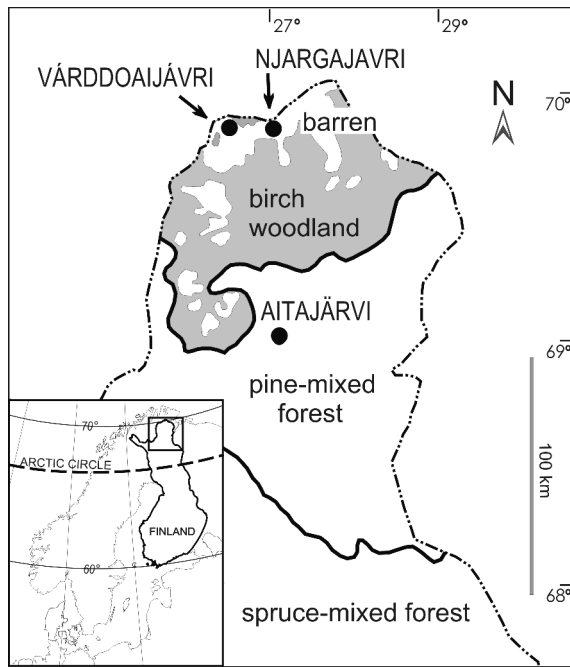 27°
29°
NJARGAJAVRI
VÁRDDOAIJÁVRI
70°
N
barren
birch
woodland
AITAJÄRVI
69°
pine-mixed
forest
100 km
70°
ARCTIC CIRCLE
FINLAND
60°
68°
spruce-mixed forest